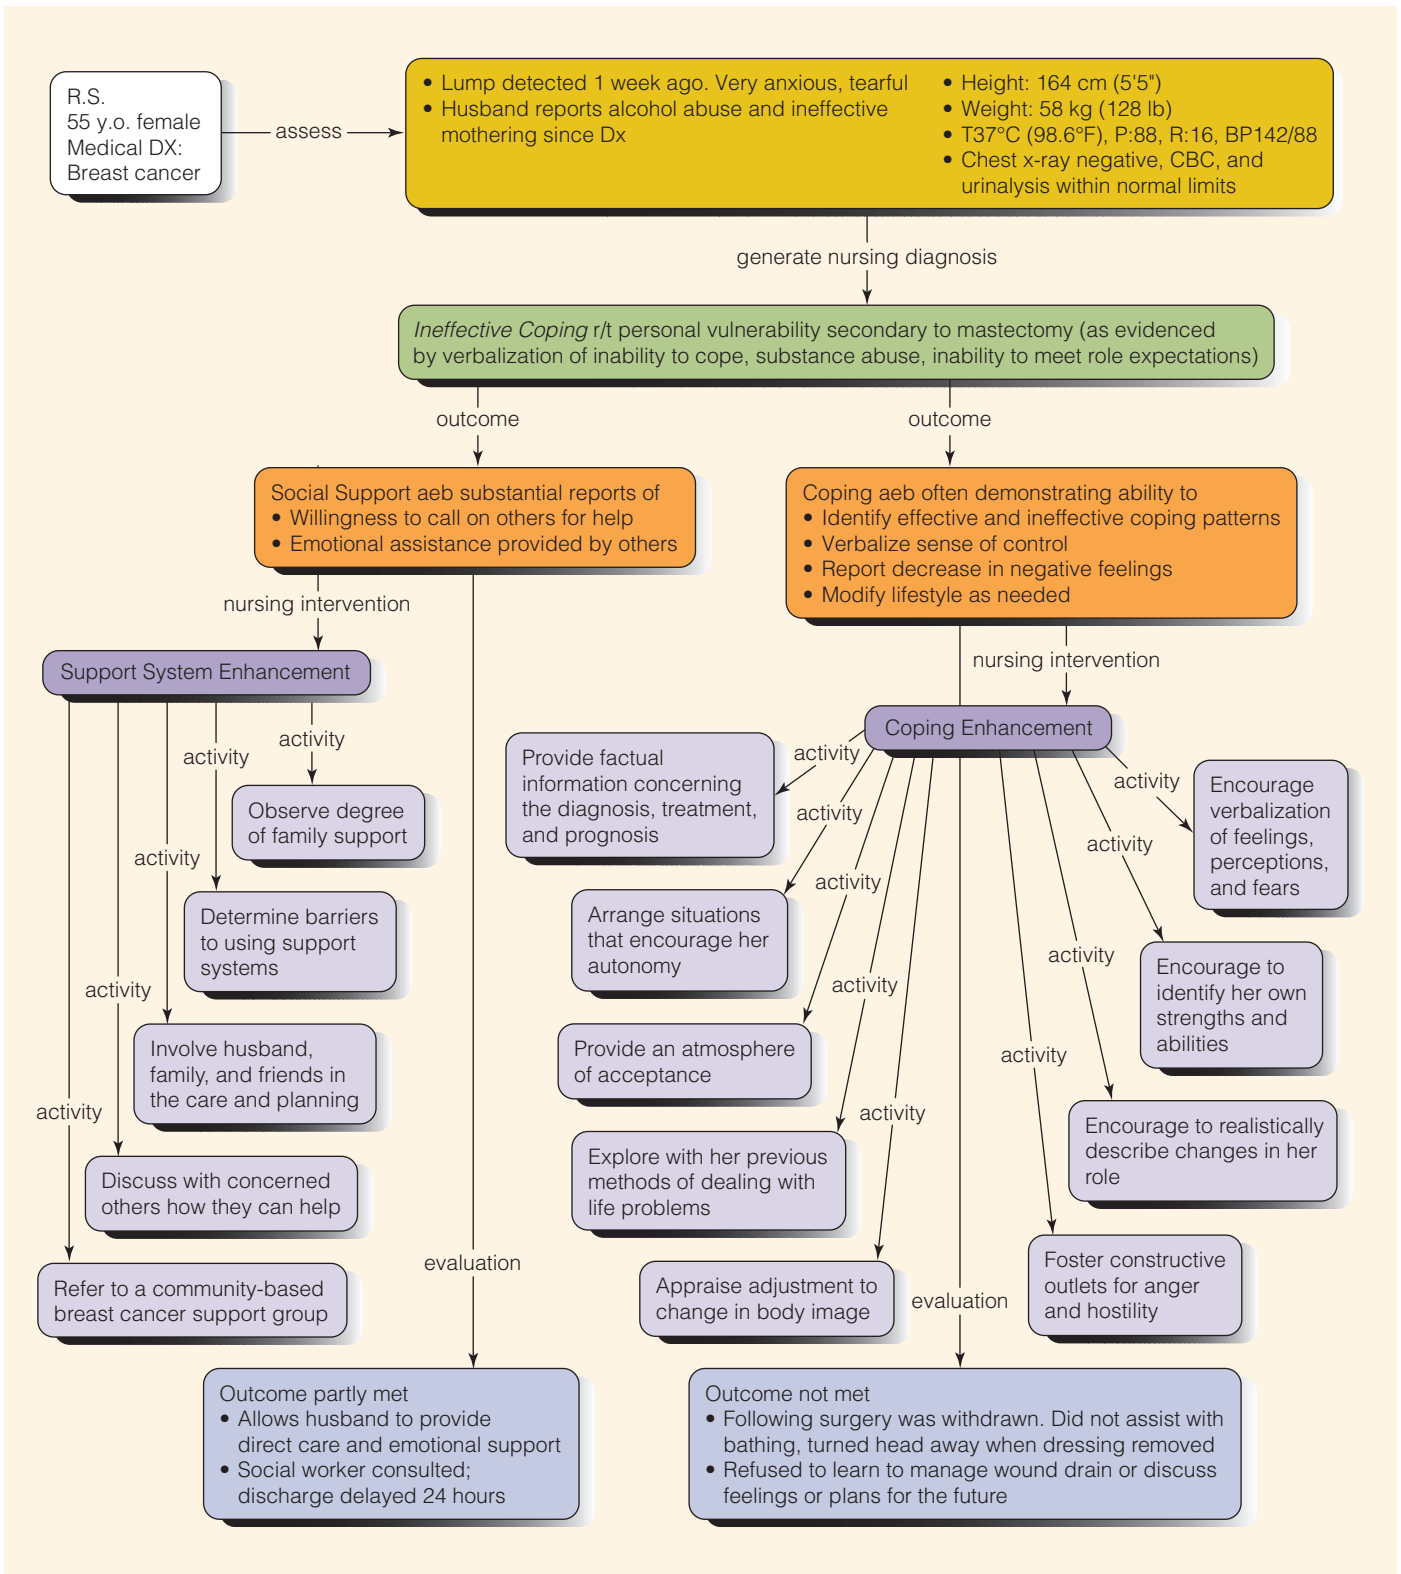 R.S.
55 y.o. female
Medical DX:
Breast cancer
assess
• Lump detected 1 week ago. Very anxious, tearful
• Husband reports alcohol abuse and ineffective
mothering since Dx
• Height: 164 cm (5'5")
• Weight: 58 kg (128 lb)
• T37°C (98.6°F), P:88, R:16, BP142/88
• Chest x-ray negative, CBC, and
urinalysis within normal limits
generate nursing diagnosis
Ineffective Coping r/t personal vulnerability secondary to mastectomy (as evidenced
by verbalization of inability to cope, substance abuse, inability to meet role expectations)
outcome
outcome
Social Support aeb substantial reports of
• Willingness to call on others for help
• Emotional assistance provided by others
Coping aeb often demonstrating ability to
• Identify effective and ineffective coping patterns
• Verbalize sense of control
• Report decrease in negative feelings
• Modify lifestyle as needed
nursing intervention
nursing intervention
Support System Enhancement
activity
Observe degree
of family support
activity
Determine barriers
to using support
systems
activity
Involve husband,
family, and friends in
the care and planning
activity
Discuss with concerned
others how they can help
activity
Refer to a community-based
breast cancer support group
Coping Enhancement
activity
Provide factual
information concerning
the diagnosis, treatment,
and prognosis
activity
Arrange situations
that encourage her
autonomy
activity
Provide an atmosphere
of acceptance
activity
Explore with her previous
methods of dealing with
life problems
activity
Appraise adjustment to
change in body image
activity
Encourage
verbalization
of feelings,
perceptions,
and fears
activity
Encourage to
identify her own
strengths and
abilities
activity
Encourage to realistically
describe changes in her
role
activity
Foster constructive
outlets for anger
and hostility
evaluation
evaluation
Outcome partly met
• Allows husband to provide
direct care and emotional support
• Social worker consulted;
discharge delayed 24 hours
Outcome not met
• Following surgery was withdrawn. Did not assist with
bathing, turned head away when dressing removed
• Refused to learn to manage wound drain or discuss
feelings or plans for the future